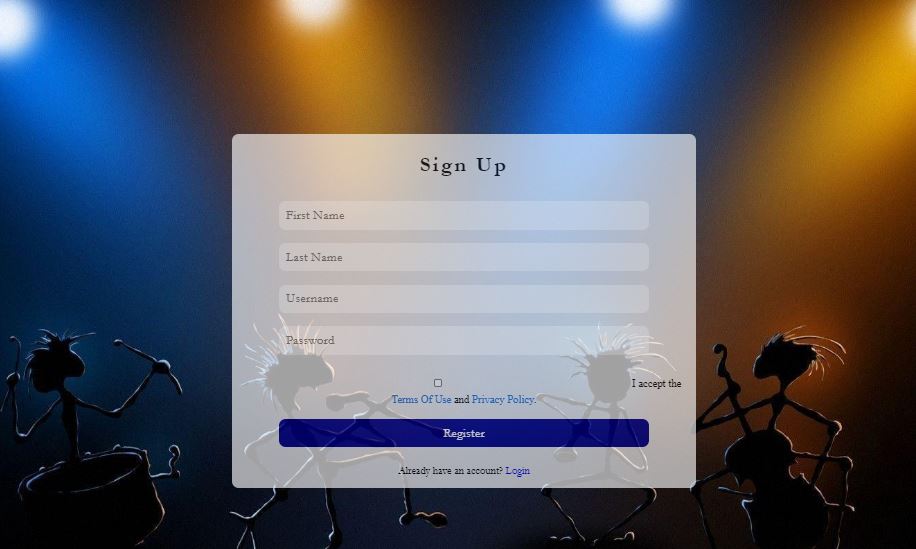 Sign Up
First Name
Last Name
Username
Password
I accept the
Terms Of Use and Privacy Policy.
Register
Already have an account? Login